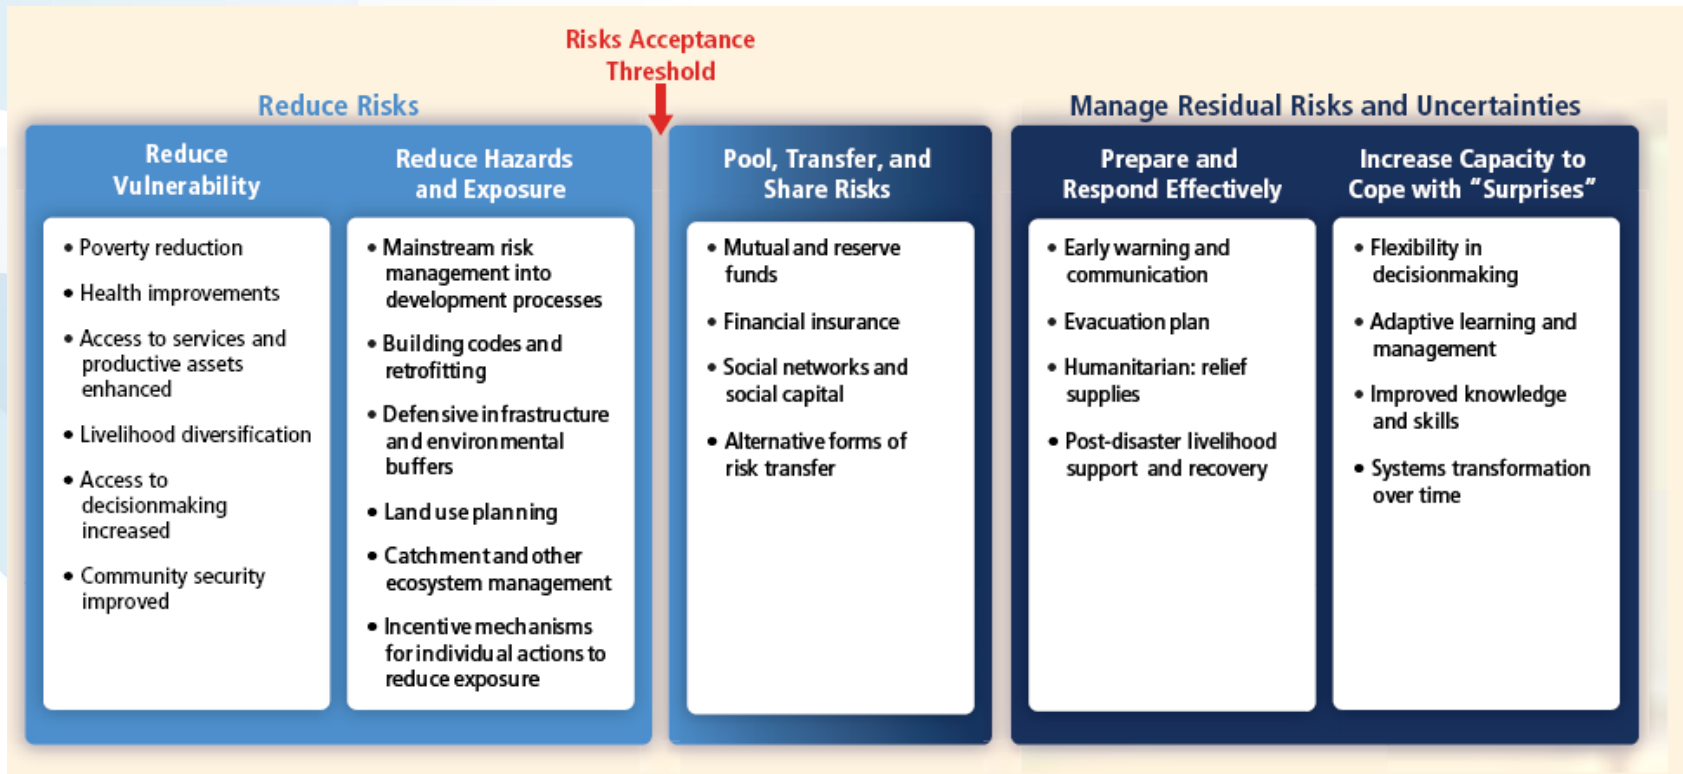 Risks Acceptance
Threshold
Reduce Risks
Manage Residual Risks and Uncertainties
Reduce
Vulnerability
• Poverty reduction
• Health improvements
• Access to services and
productive assets
enhanced
• Livelihood diversification
• Access to
decisionmaking
increased
• Community security
improved
Reduce Hazards
and Exposure
• Mainstream risk
management into
development processes
• Building codes and
retrofitting
• Defensive infrastructure
and environmental
buffers
• Land use planning
• Catchment and other
ecosystem management
• Incentive mechanisms
for individual actions to
reduce exposure
Pool, Transfer, and
Share Risks
• Mutual and reserve
funds
• Financial insurance
• Social networks and
social capital
• Alternative forms of
risk transfer
Prepare and
Respond Effectively
• Early warning and
communication
• Evacuation plan
• Humanitarian: relief
supplies
• Post-disaster livelihood
support and recovery
Increase Capacity to
Cope with “Surprises”
• Flexibility in
decisionmaking
• Adaptive learning and
management
• Improved knowledge
and skills
• Systems transformation
over time